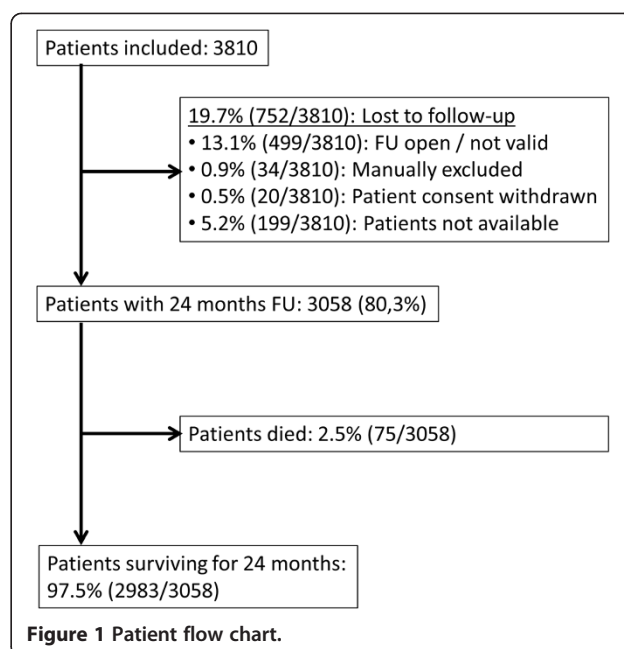 Patients included: 3810
19.7% (752/3810): Lost to follow-up
• 13.1% (499/3810): FU open / not valid
• 0.9% (34/3810): Manually excluded
• 0.5% (20/3810): Patient consent withdrawn
• 5.2% (199/3810): Patients not available
Patients with 24 months FU: 3058 (80,3%)
Patients died: 2.5% (75/3058)
Patients surviving for 24 months:
97.5% (2983/3058)
Figure 1 Patient flow chart.